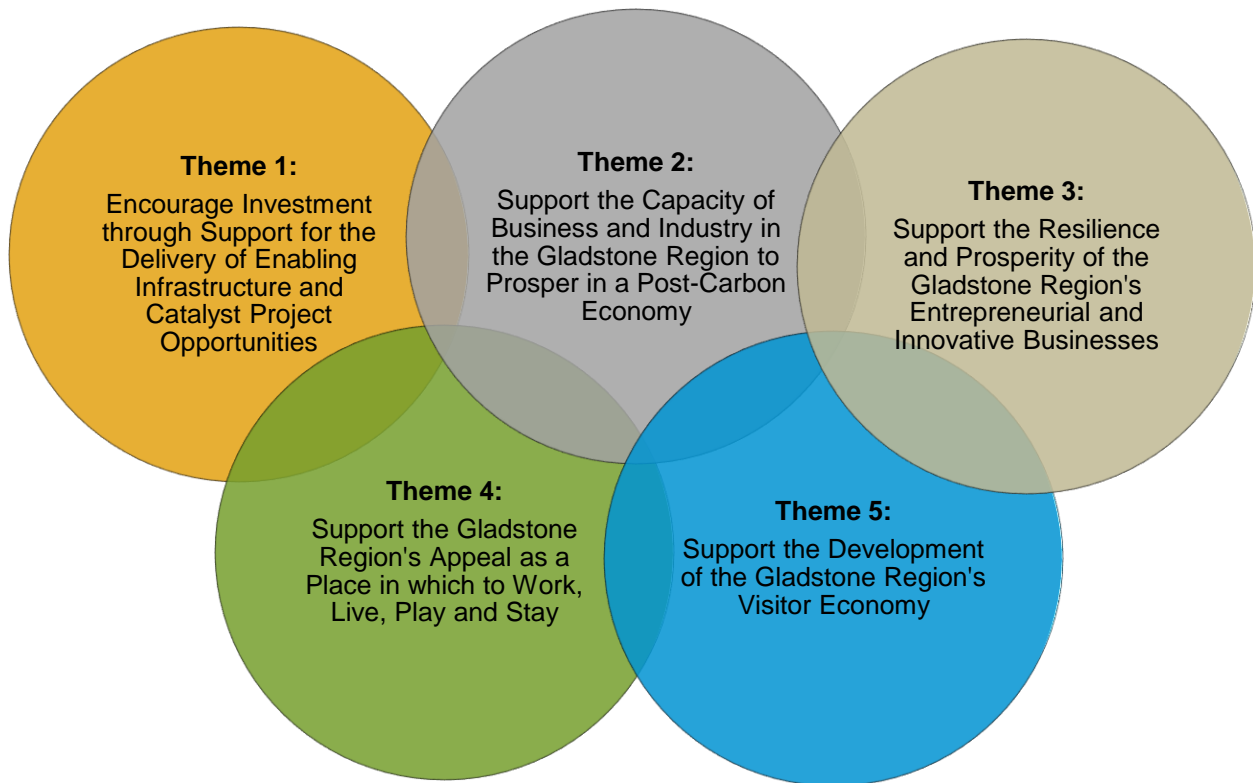 Theme 1:
Encourage Investment
through Support for the
Delivery of Enabling
Infrastructure and
Catalyst Project
Opportunities
Theme 2:
Support the Capacity of
Business and Industry in
the Gladstone Region to
Prosper in a Post-Carbon
Economy
Theme 3:
Support the Resilience
and Prosperity of the
Gladstone Region's
Entrepreneurial and
Innovative Businesses
Theme 4:
Support the Gladstone
Region's Appeal as a
Place in which to Work,
Live, Play and Stay
Theme 5:
Support the Development
of the Gladstone Region's
Visitor Economy